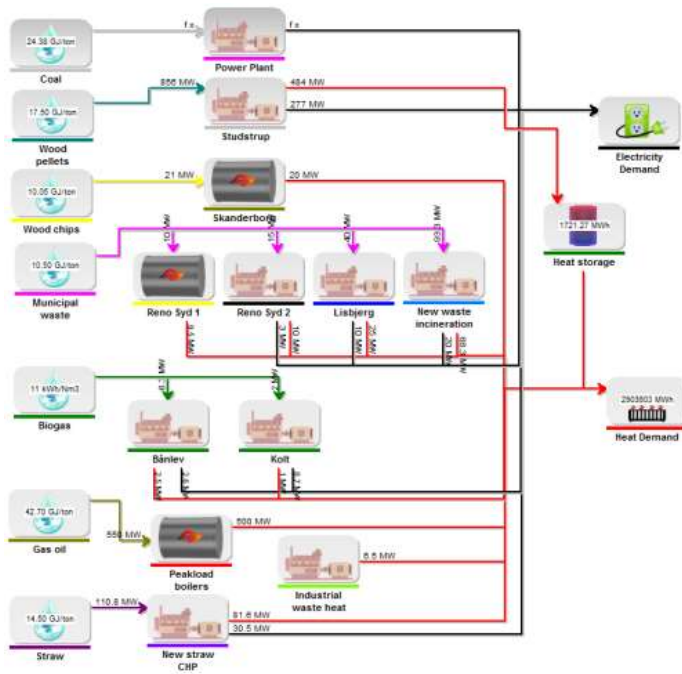 24.38 GJ/ton
Coal
f x
f x
Power Plant
17.50 GJ/ton
Wood
pellets
856 MW
484 MW
277 MW
Studstrup
Electricity
Demand
10.05 GJ/ton
Wood chips
21 MW
20 MW
Skanderborg
1721.27 MWh
Heat storage
10.50 GJ/ton
Municipal
waste
40 MW
Reno Syd 1
Reno Syd 2
Lisbjerg
New waste
incineration
3 MW
10 MW
10 MW
25 MW
20 MW
11 kWh/Nm3
Biogas
Bånlev
Kolt
2903803 MWh
Heat Demand
42.70 GJ/ton
Gas oil
550 MW
500 MW
Peakload
boilers
5.5 MW
Industrial
waste heat
14.50 GJ/ton
Straw
110.8 MW
81.6 MW
30.5 MW
New straw
CHP